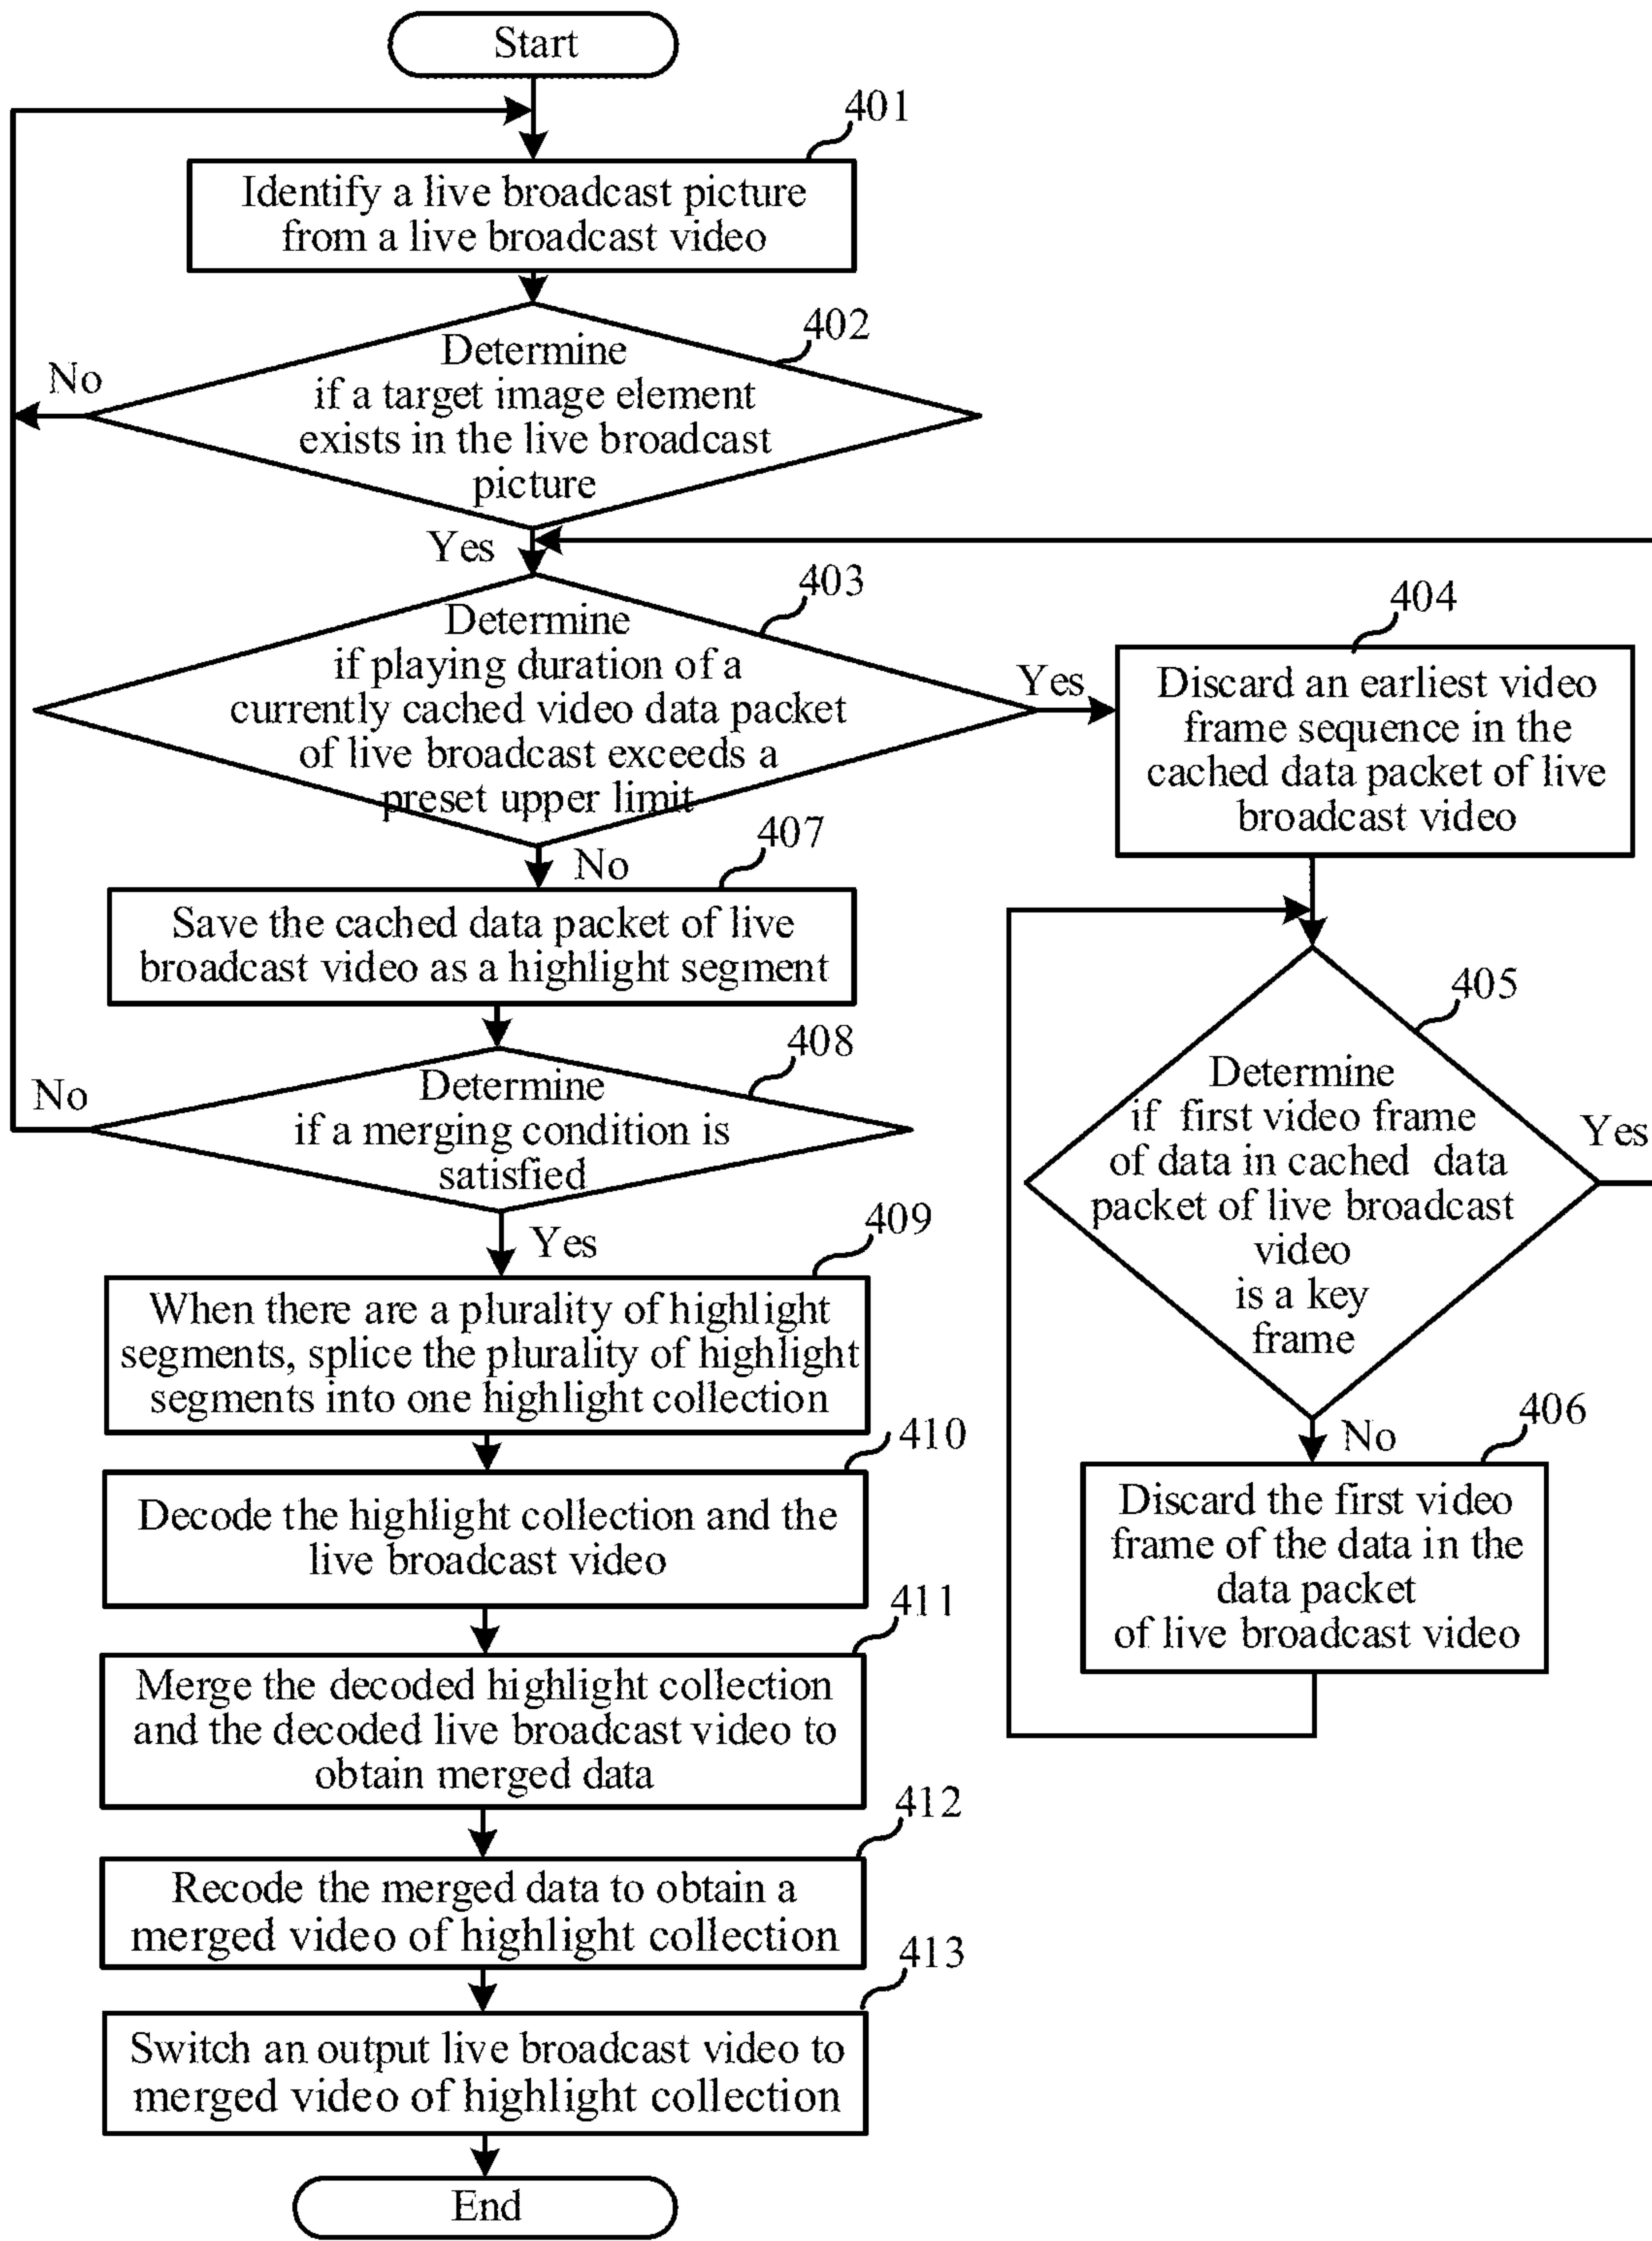 Start
401
Identify a live broadcast picture
from a live broadcast video
402
Determine
if a target image element
exists in the live broadcast
picture
No
Yes
403
Determine
if playing duration of a
currently cached video data packet
of live broadcast exceeds a
preset upper limit
Yes
No
404
Discard an earliest video
frame sequence in the
cached data packet of live
broadcast video
405
Determine
if first video frame
of data in cached data
packet of live broadcast
video
is a key
frame
Yes
No
406
Discard the first video
frame of the data in the
data packet
of live broadcast video
407
Save the cached data packet of live
broadcast video as a highlight segment
408
Determine
if a merging condition is
satisfied
No
Yes
409
When there are a plurality of highlight
segments, splice the plurality of highlight
segments into one highlight collection
410
Decode the highlight collection and the
live broadcast video
411
Merge the decoded highlight collection
and the decoded live broadcast video to
obtain merged data
412
Recode the merged data to obtain a
merged video of highlight collection
413
Switch an output live broadcast video to
merged video of highlight collection
End